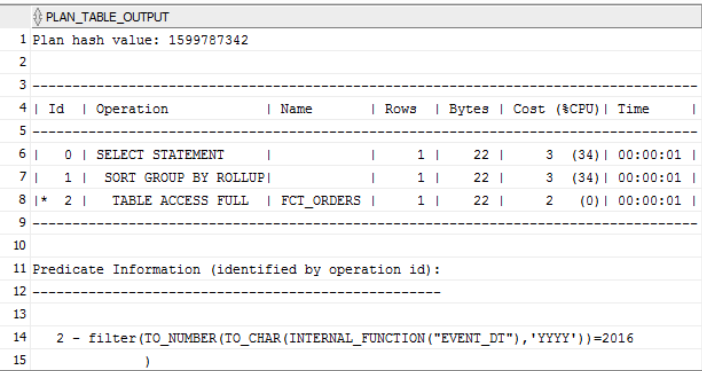 PLAN_TABLE_OUTPUT
1 Plan hash value: 1599787342
2
3 --------------------------------------------------------------------------------
4 | Id  | Operation            | Name       | Rows  | Bytes | Cost (%CPU)| Time     |
5 --------------------------------------------------------------------------------
6 |   0 | SELECT STATEMENT     |            |     1 |    22 |     3  (34)| 00:00:01 |
7 |   1 |  SORT GROUP BY ROLLUP|            |     1 |    22 |     3  (34)| 00:00:01 |
8 |*  2 |   TABLE ACCESS FULL  | FCT_ORDERS |     1 |    22 |     2   (0)| 00:00:01 |
9 --------------------------------------------------------------------------------
10
11 Predicate Information (identified by operation id):
12 ---------------------------------------------------
13
14    2 - filter(TO_NUMBER(TO_CHAR(INTERNAL_FUNCTION("EVENT_DT"),'YYYY'))=2016
15               )